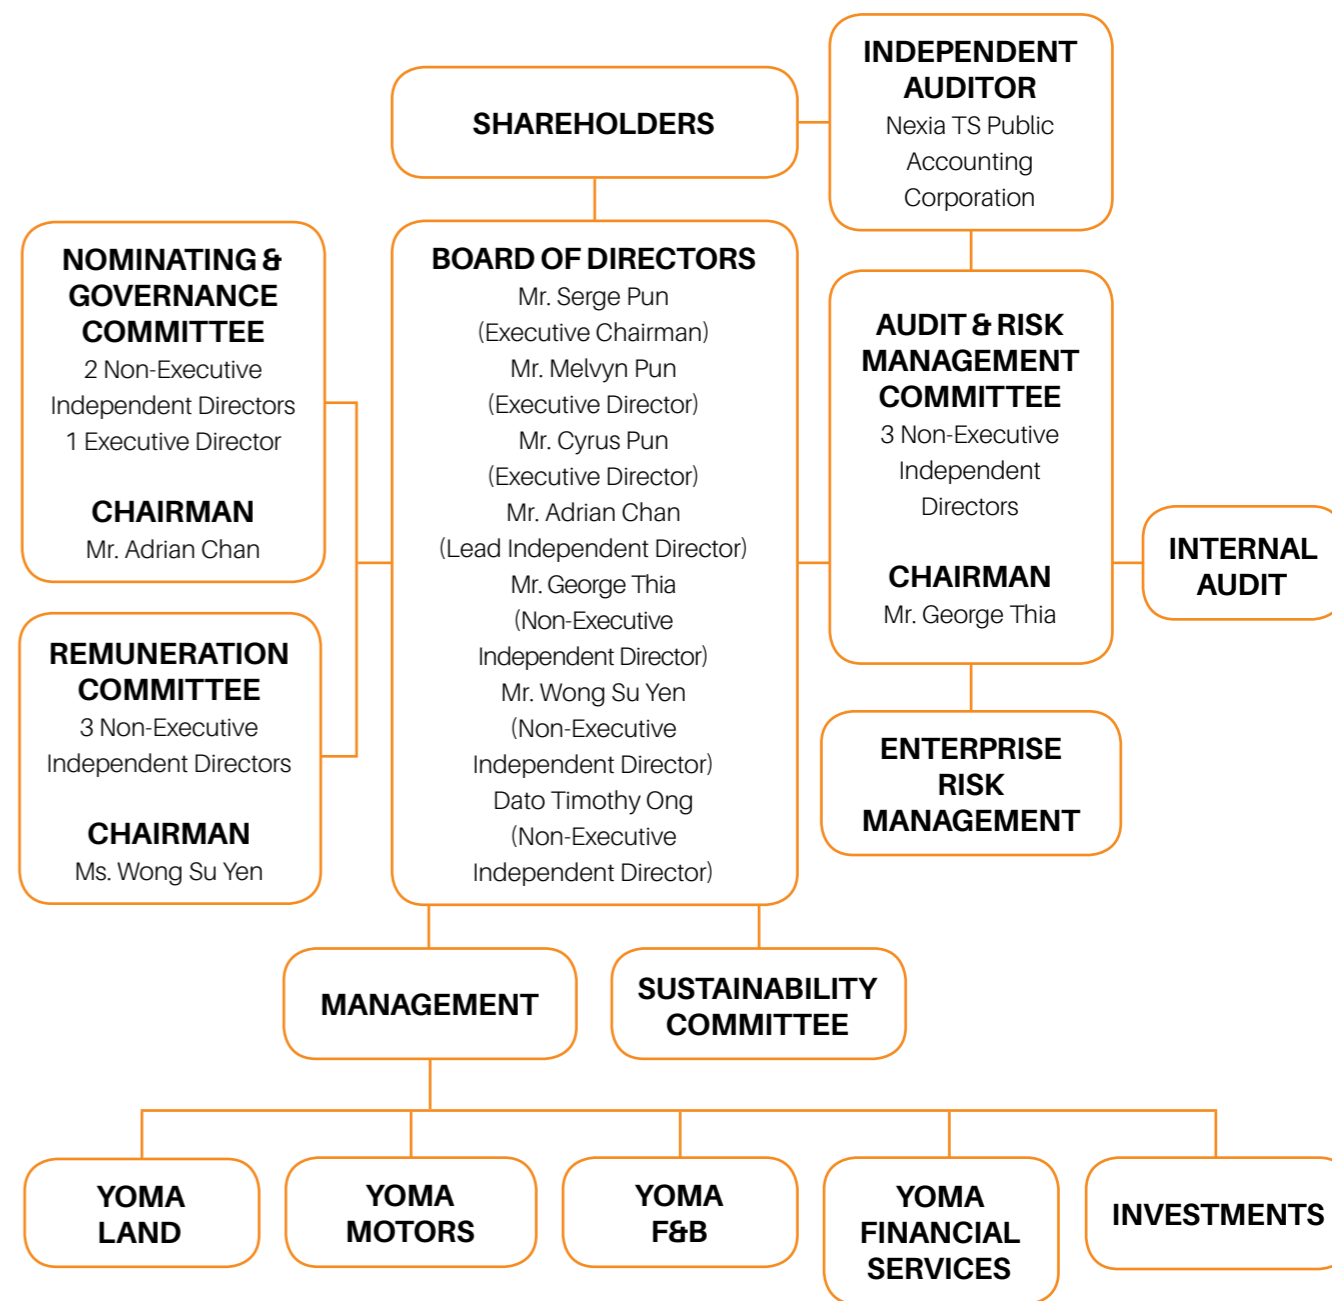 SHAREHOLDERS
INDEPENDENT
AUDITOR
Nexia TS Public
Accounting
Corporation
NOMINATING &
GOVERNANCE
COMMITTEE
2 Non-Executive
Independent Directors
1 Executive Director
CHAIRMAN
Mr. Adrian Chan
REMUNERATION
COMMITTEE
3 Non-Executive
Independent Directors
CHAIRMAN
Ms. Wong Su Yen
BOARD OF DIRECTORS
Mr. Serge Pun
(Executive Chairman)
Mr. Melvyn Pun
(Executive Director)
Mr. Cyrus Pun
(Executive Director)
Mr. Adrian Chan
(Lead Independent Director)
Mr. George Thia
(Non-Executive
Independent Director)
Mr. Wong Su Yen
(Non-Executive
Independent Director)
Dato Timothy Ong
(Non-Executive
Independent Director)
AUDIT & RISK
MANAGEMENT
COMMITTEE
3 Non-Executive
Independent
Directors
CHAIRMAN
Mr. George Thia
INTERNAL
AUDIT
ENTERPRISE
RISK
MANAGEMENT
MANAGEMENT
SUSTAINABILITY
COMMITTEE
YOMA
LAND
YOMA
MOTORS
YOMA
F&B
YOMA
FINANCIAL
SERVICES
INVESTMENTS